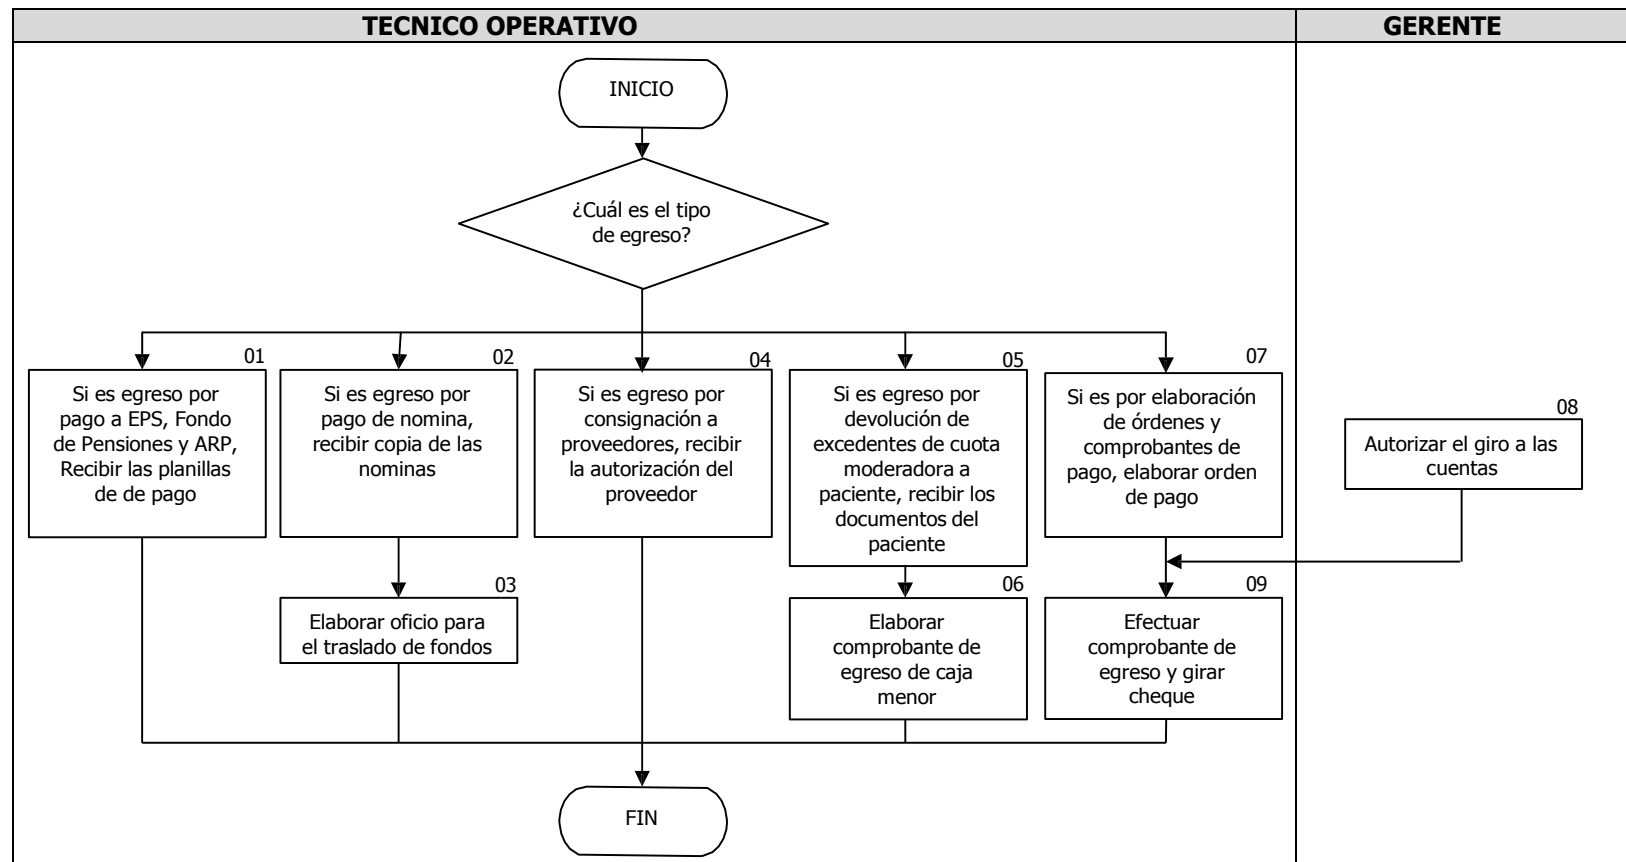 TECNICO OPERATIVO
GERENTE
INICIO
¿Cuál es el tipo
de egreso?
01
Si es egreso por
pago a EPS, Fondo
de Pensiones y ARP,
Recibir las planillas
de de pago
02
Si es egreso por
pago de nomina,
recibir copia de las
nominas
04
Si es egreso por
consignación a
proveedores, recibir
la autorización del
proveedor
05
Si es egreso por
devolución de
excedentes de cuota
moderadora a
paciente, recibir los
documentos del
paciente
07
Si es por elaboración
de órdenes y
comprobantes de
pago, elaborar orden
de pago
08
Autorizar el giro a las
cuentas
03
Elaborar oficio para
el traslado de fondos
06
Elaborar
comprobante de
egreso de caja
menor
09
Efectuar
comprobante de
egreso y girar
cheque
FIN